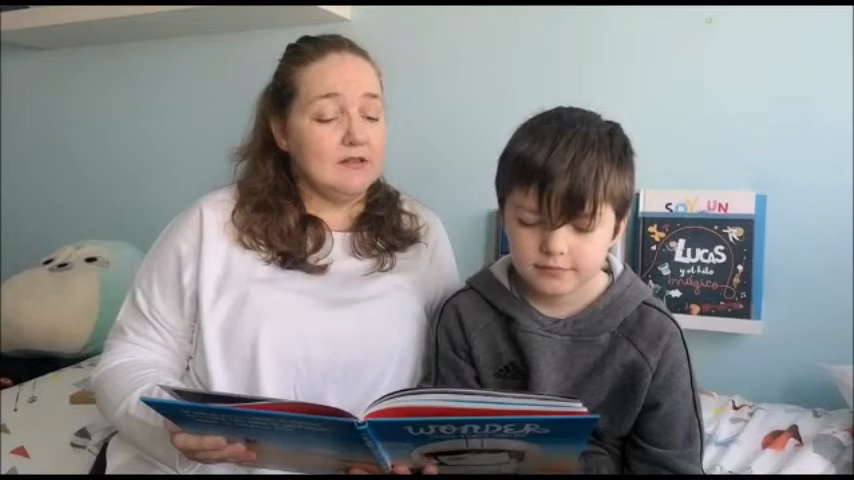 SOY UN
LUCAS
y el hilo
mágico
WONDER